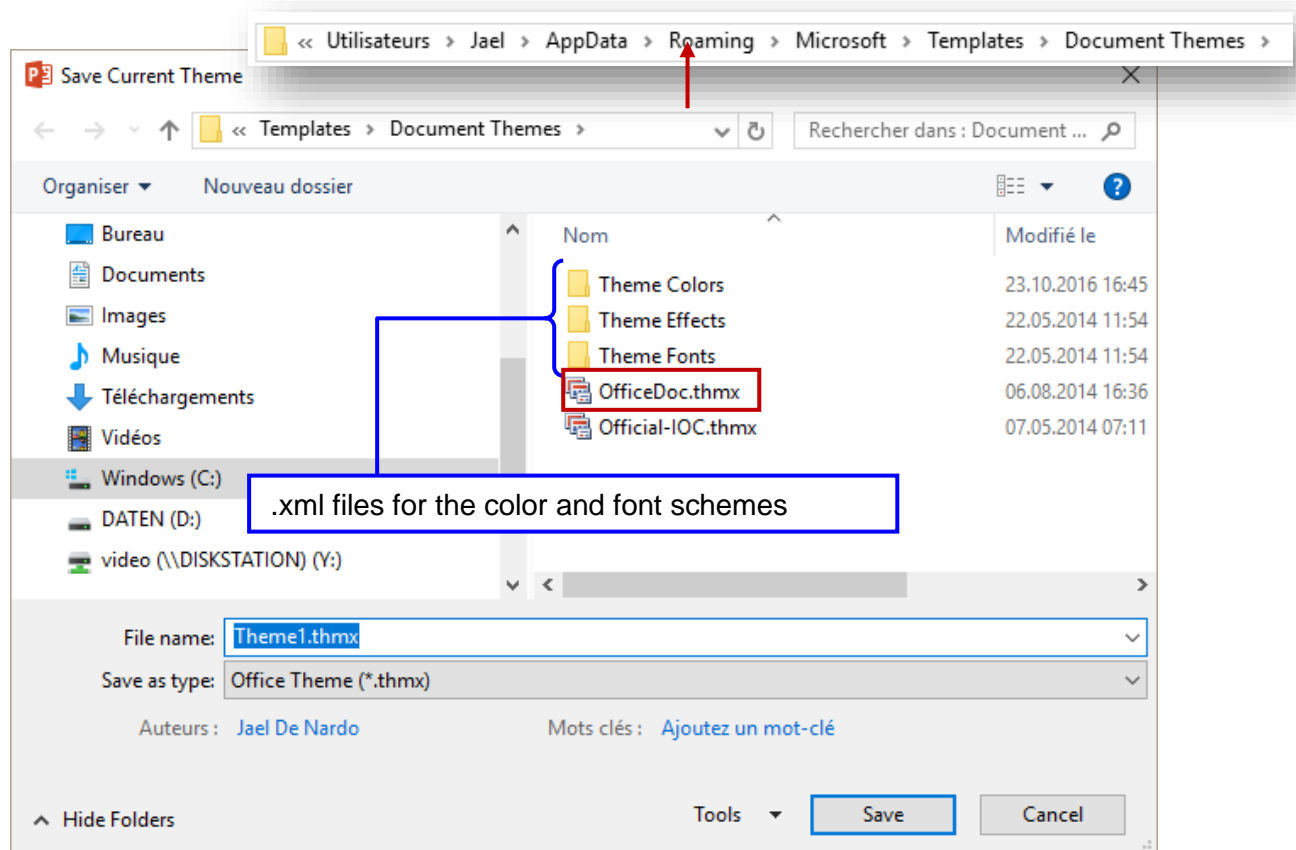 « Utilisateurs > Jael > AppData > Roaming > Microsoft > Templates > Document Themes >
Save Current Theme
« Templates > Document Themes >
Rechercher dans : Document ...
Organiser
Nouveau dossier
?
Bureau
Documents
Images
Musique
Téléchargements
Vidéos
Windows (C:)
DATEN (D:)
video (\\DISKSTATION) (Y:)
Nom Modifié le
Theme Colors 23.10.2016 16:45
Theme Effects 22.05.2014 11:54
Theme Fonts 22.05.2014 11:54
OfficeDoc.thmx 06.08.2014 16:36
Official-IOC.thmx 07.05.2014 07:11
.xml files for the color and font schemes
File name: Theme1.thmx
Save as type: Office Theme (*.thmx)
Auteurs : Jael De Nardo Mots clés : Ajoutez un mot-clé
Hide Folders Tools Save Cancel